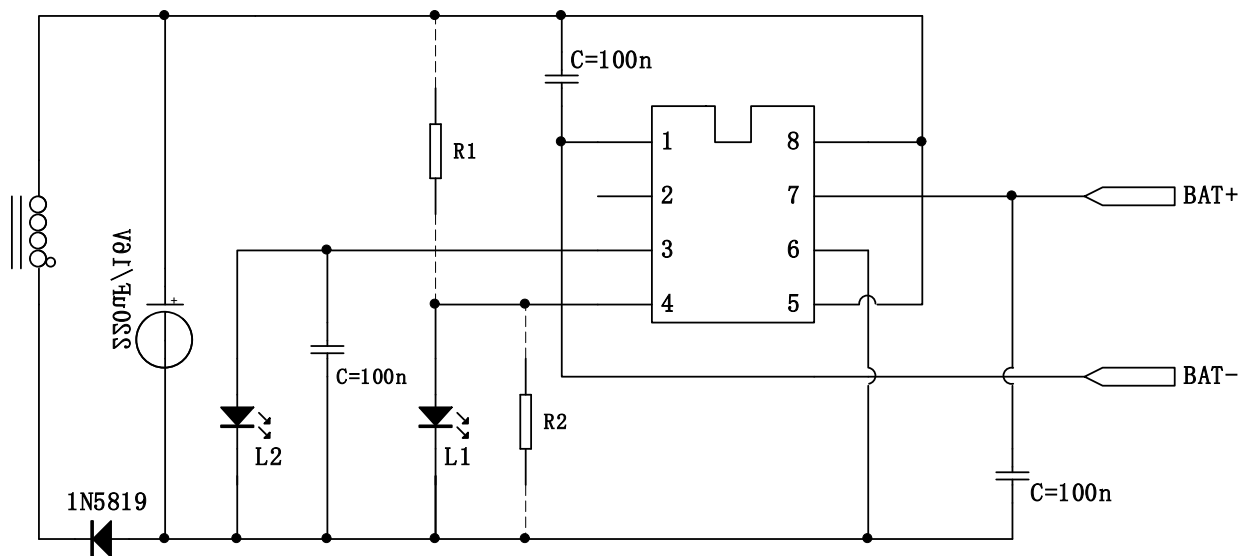 C=100n
R1
1 8
2 7
BAT+
220uF/16V
3 6
+
4 5
C=100n
BAT-
R2
L2
L1
1N5819
C=100n